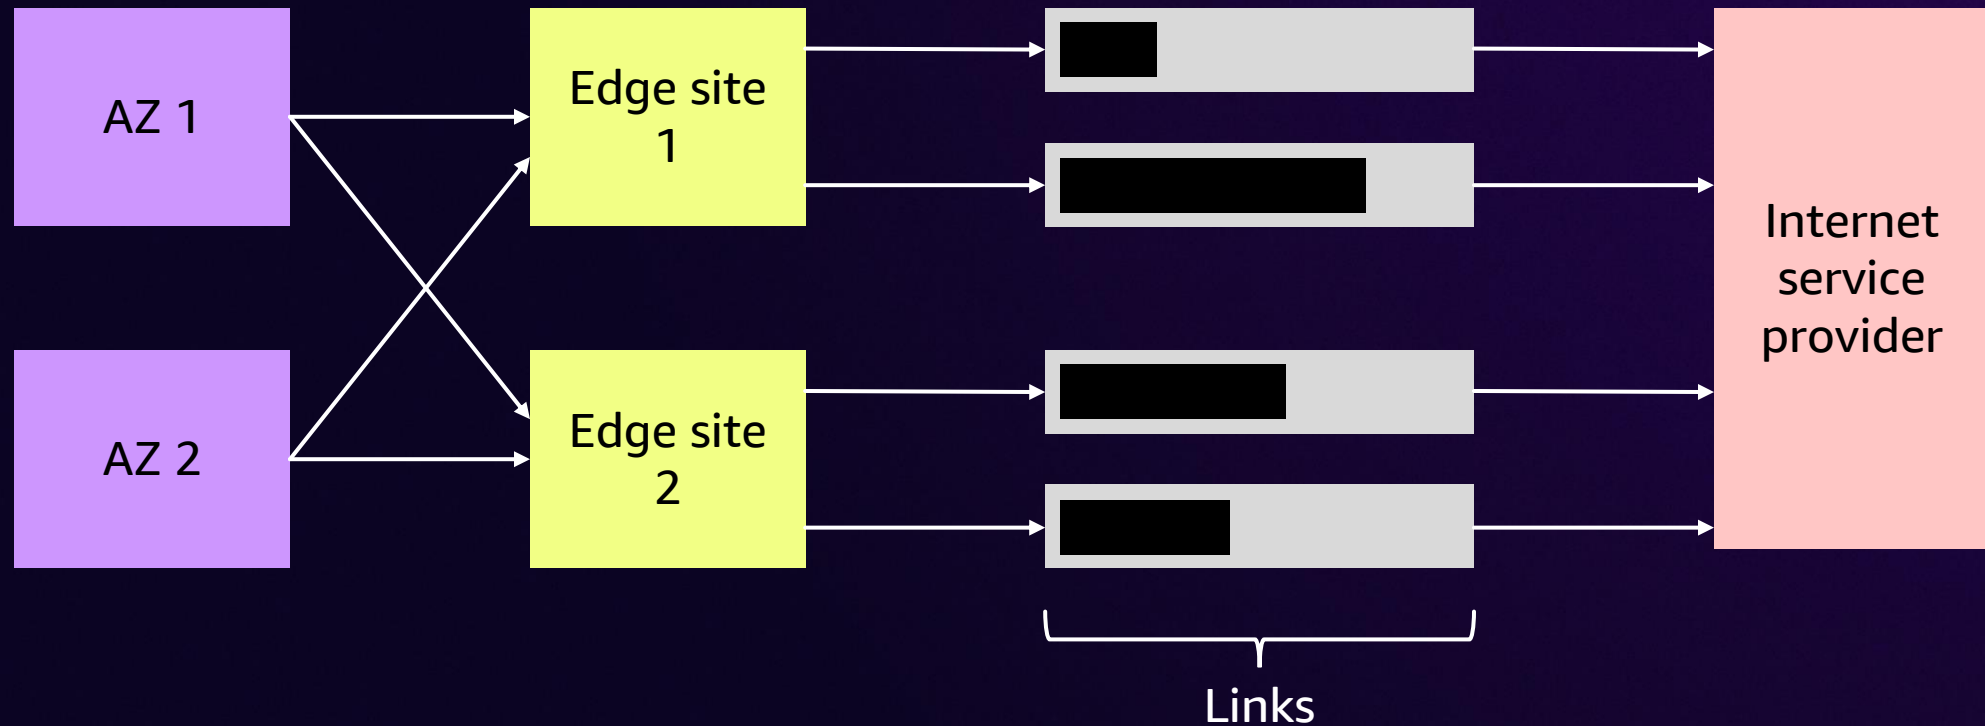 AZ 1
Edge site
1
AZ 2
Edge site
2
Internet
service
provider
Links